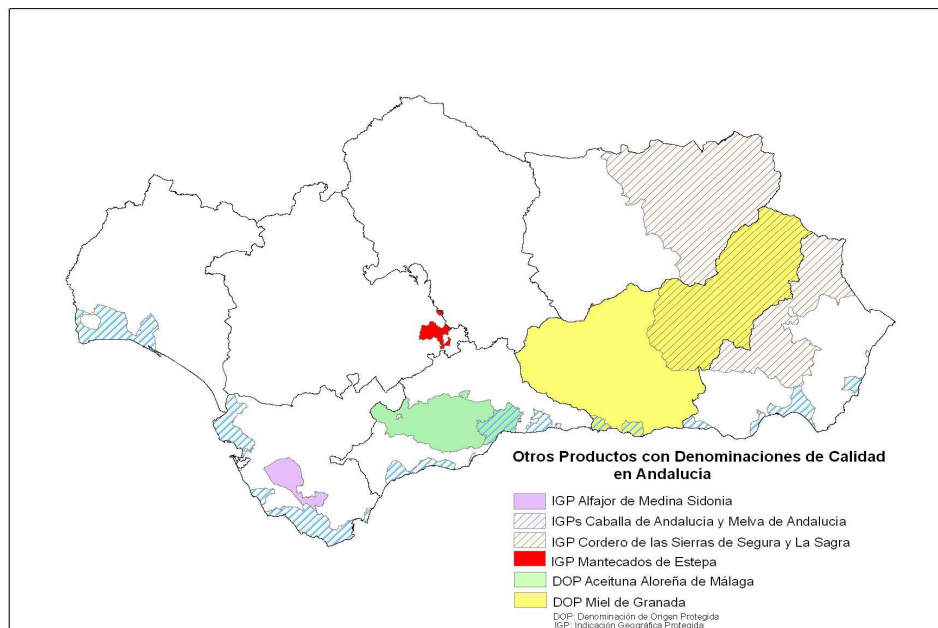 Otros Productos con Denominaciones de Calidad
en Andalucía
IGP Alfajor de Medina Sidonia
IGPs Caballa de Andalucia y Melva de Andalucia
IGP Cordero de las Sierras de Segura y La Sagra
IGP Mantecados de Estepa
DOP Aceituna Aloreña de Málaga
DOP Miel de Granada
DOP: Denominación de Origen Protegida
IGP: Indicación Geográfica Protegida